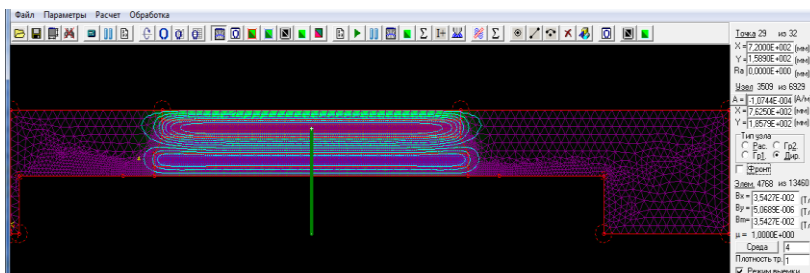 Файл Параметры Расчет Обработка
Точка 29 из 32
X = 7,2000E+002 (мм)
Y = 1,5890E+002 (мм)
Ra 0,0000E+000 (мм)
Узел 3509 из 6929
A = -1,0744E-004 (А/м
X = 7,6250E+002 (мм)
Y = 1,8579E+002 (мм)
Тип узла
Рас. Гр2.
Гр1. Дир.
Фронт
Элем. 4768 из 13460
Bx = 3,5427E-002 (Тл
By = 5,0689E-006 (Тл
Bm= 3,5427E-002 (Тл
μ = 1,0000E+000
Среда 4
Плотность тр. 1
Режим выемки